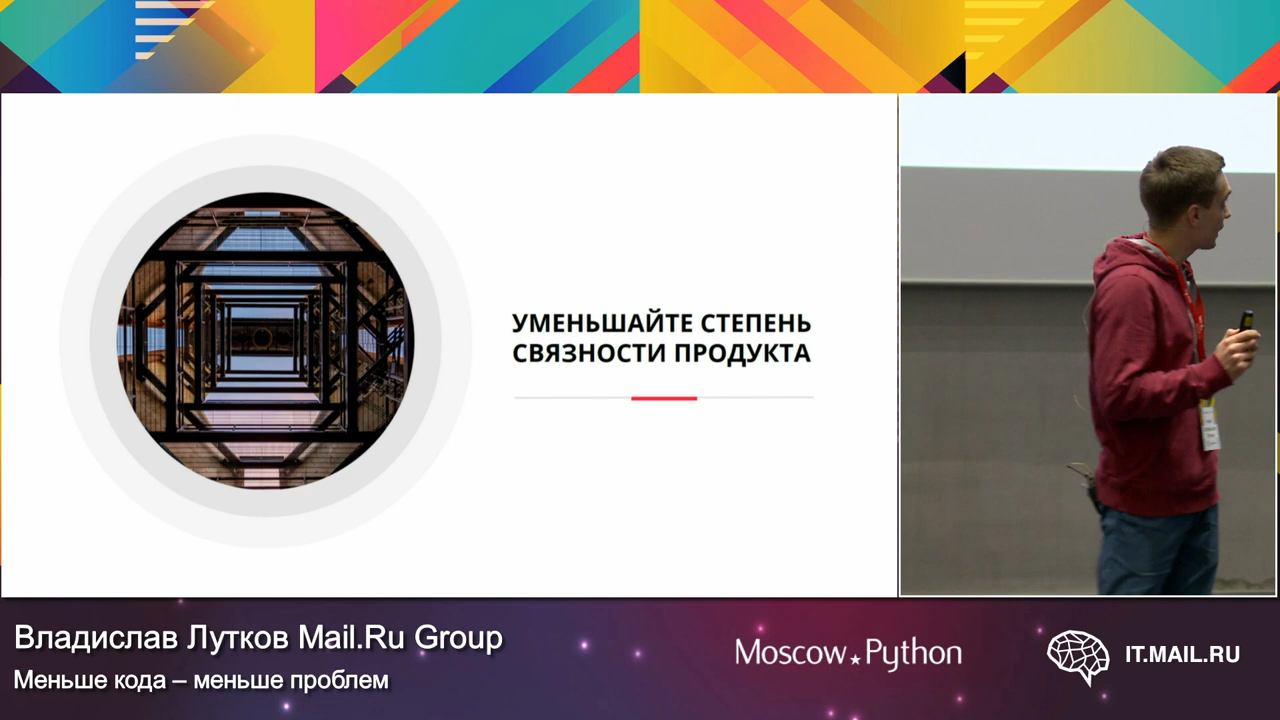 УМЕНЬШАЙТЕ СТЕПЕНЬ
СВЯЗНОСТИ ПРОДУКТА
Владислав Лутков Mail.Ru Group
Меньше кода – меньше проблем
Moscow Python
IT.MAIL.RU